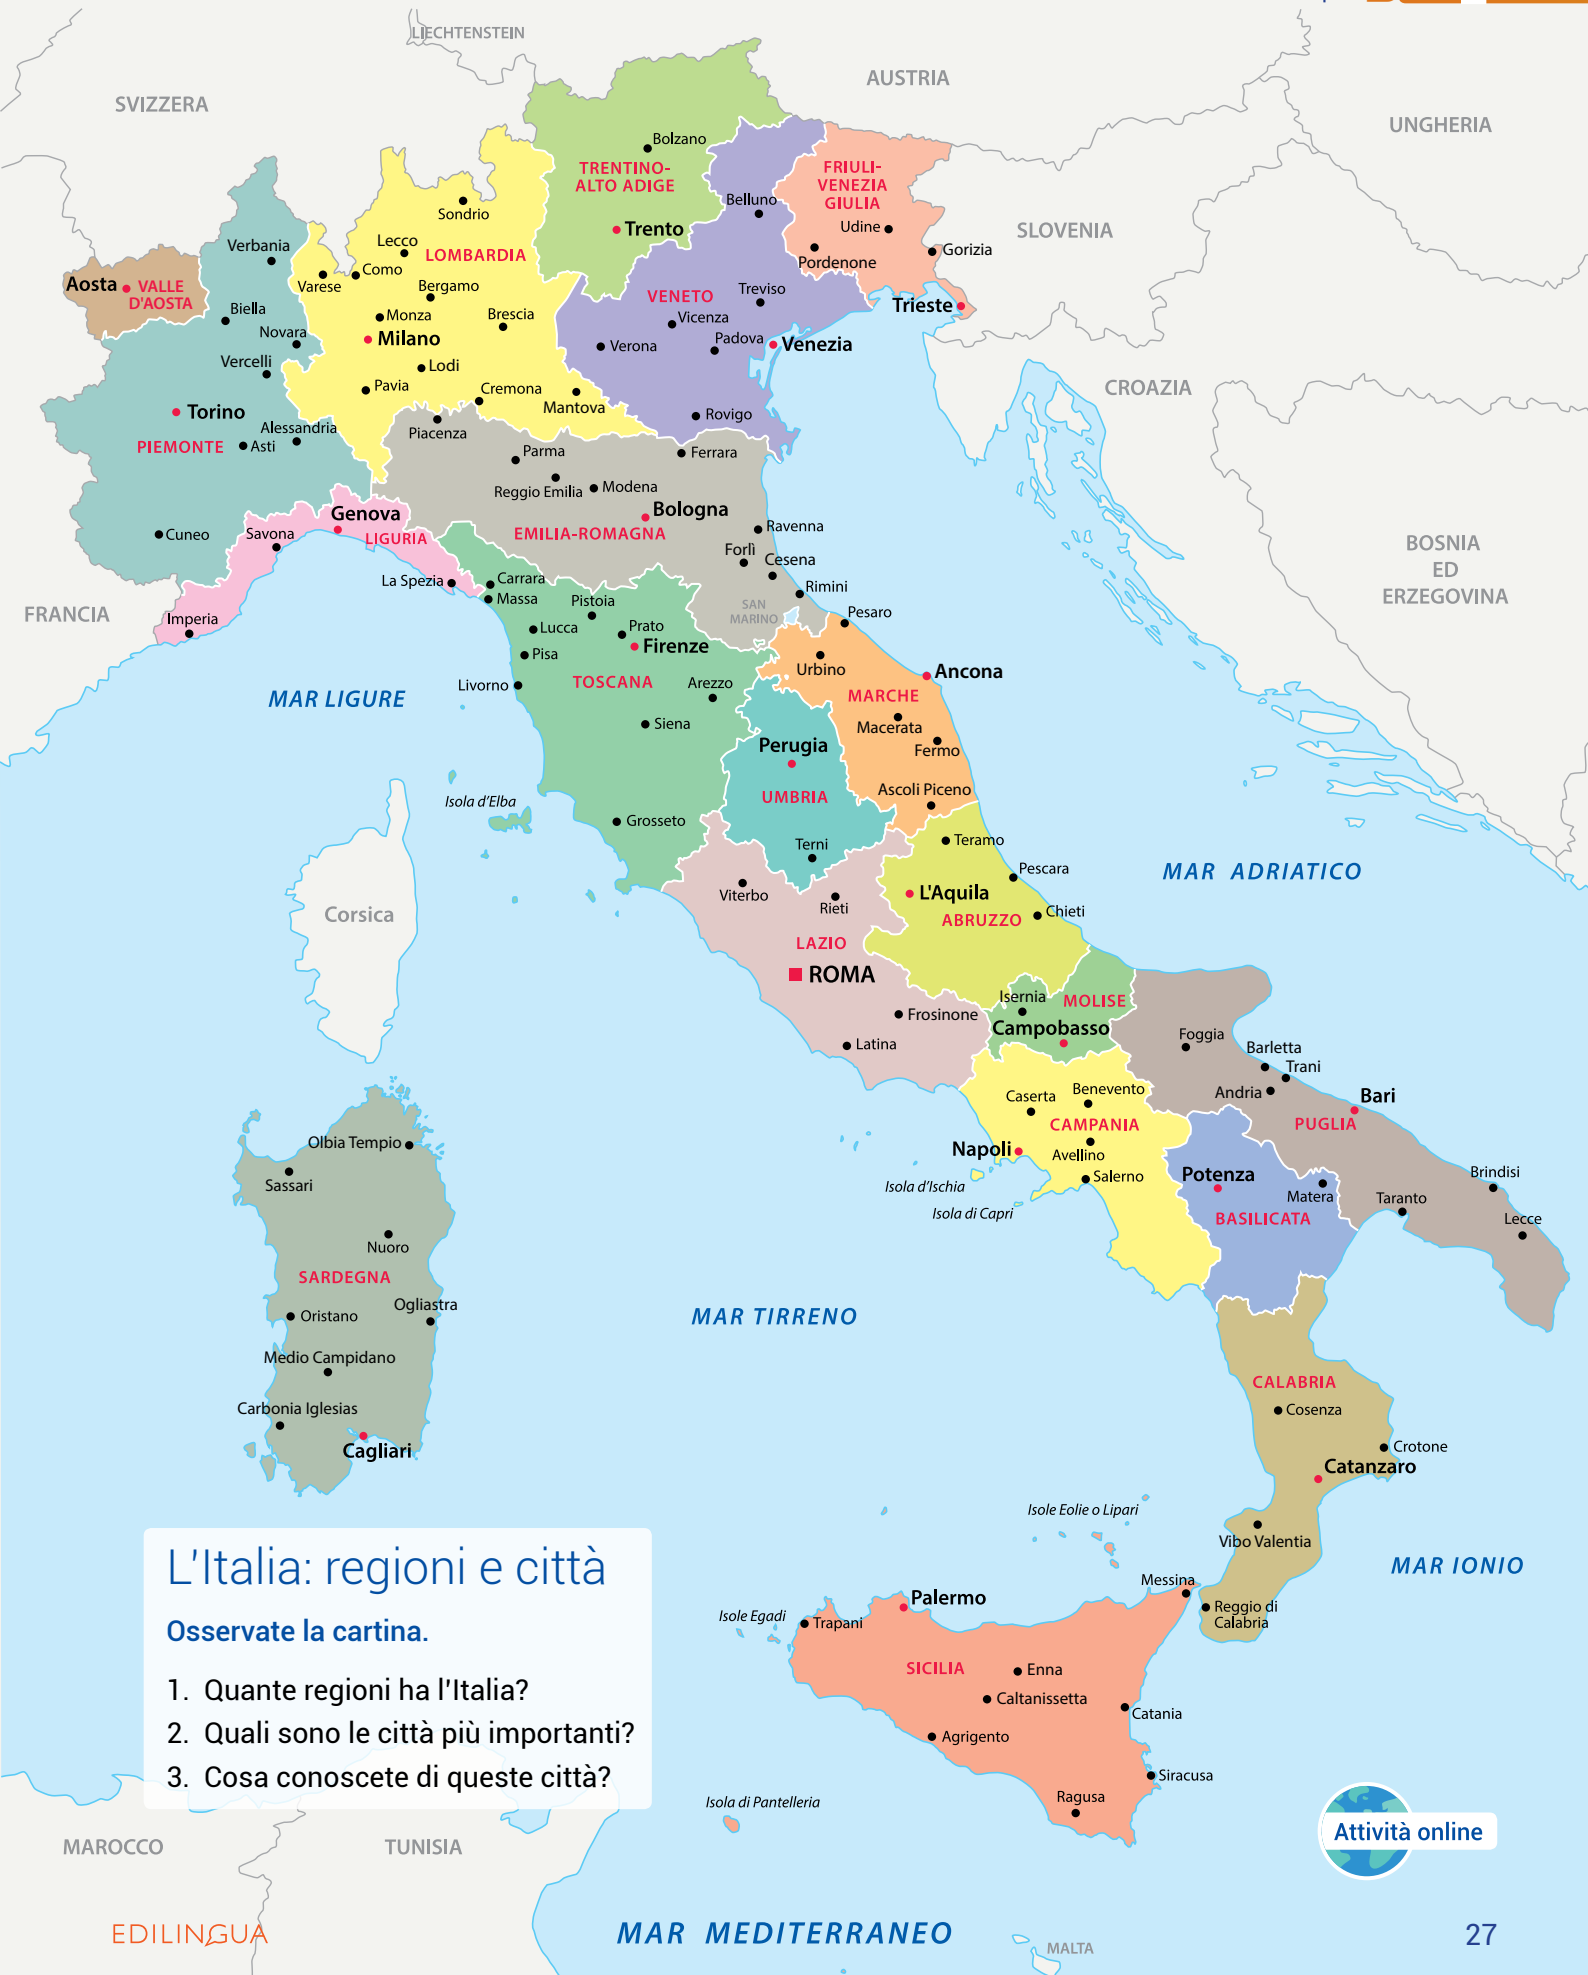 LIECHTENSTEIN
AUSTRIA
SVIZZERA
UNGHERIA
Bolzano
TRENTINO-
ALTO ADIGE
FRIULI-
VENEZIA
GIULIA
Belluno
Sondrio
Trento
Udine
SLOVENIA
Verbania
Lecco
LOMBARDIA
Gorizia
Pordenone
Como
Aosta
VALLE
D'AOSTA
Varese
Bergamo
VENETO
Treviso
Trieste
Biella
Monza
Brescia
Vicenza
Novara
Milano
Verona
Padova
Venezia
Vercelli
Lodi
Pavia
Cremona
CROAZIA
Mantova
Torino
Rovigo
Alessandria
Piacenza
PIEMONTE
Asti
Parma
Ferrara
Reggio Emilia
Modena
Genova
Bologna
Cuneo
Savona
LIGURIA
EMILIA-ROMAGNA
Ravenna
BOSNIA
ED
ERZEGOVINA
Forlì
Cesena
La Spezia
Carrara
Rimini
Massa
Pistoia
SAN
MARINO
FRANCIA
Imperia
Pesaro
Lucca
Prato
Firenze
Pisa
Urbino
Ancona
TOSCANA
Livorno
Arezzo
MAR LIGURE
MARCHE
Siena
Macerata
Perugia
Fermo
Isola d'Elba
UMBRIA
Ascoli Piceno
Grosseto
Terni
Teramo
Pescara
MAR ADRIATICO
Viterbo
L'Aquila
Rieti
Chieti
Corsica
ABRUZZO
LAZIO
ROMA
Isernia
MOLISE
Frosinone
Campobasso
Latina
Foggia
Barletta
Trani
Caserta
Benevento
Andria
Bari
CAMPANIA
PUGLIA
Olbia Tempio
Napoli
Avellino
Sassari
Isola d'Ischia
Salerno
Potenza
Matera
Brindisi
Taranto
Isola di Capri
BASILICATA
Lecce
Nuoro
SARDEGNA
Ogliastra
Oristano
MAR TIRRENO
Medio Campidano
CALABRIA
Carbonia Iglesias
Cosenza
Cagliari
Crotone
Catanzaro
Isole Eolie o Lipari
Vibo Valentia
MAR IONIO
Messina
Palermo
Reggio di
Calabria
Isole Egadi
Trapani
SICILIA
Enna
Caltanissetta
Catania
Agrigento
Siracusa
Ragusa
Isola di Pantelleria
L'Italia: regioni e città
Osservate la cartina.
1. Quante regioni ha l'Italia?
2. Quali sono le città più importanti?
3. Cosa conoscete di queste città?
Attività online
MAROCCO
TUNISIA
EDILINGUA
MAR MEDITERRANEO
MALTA
27